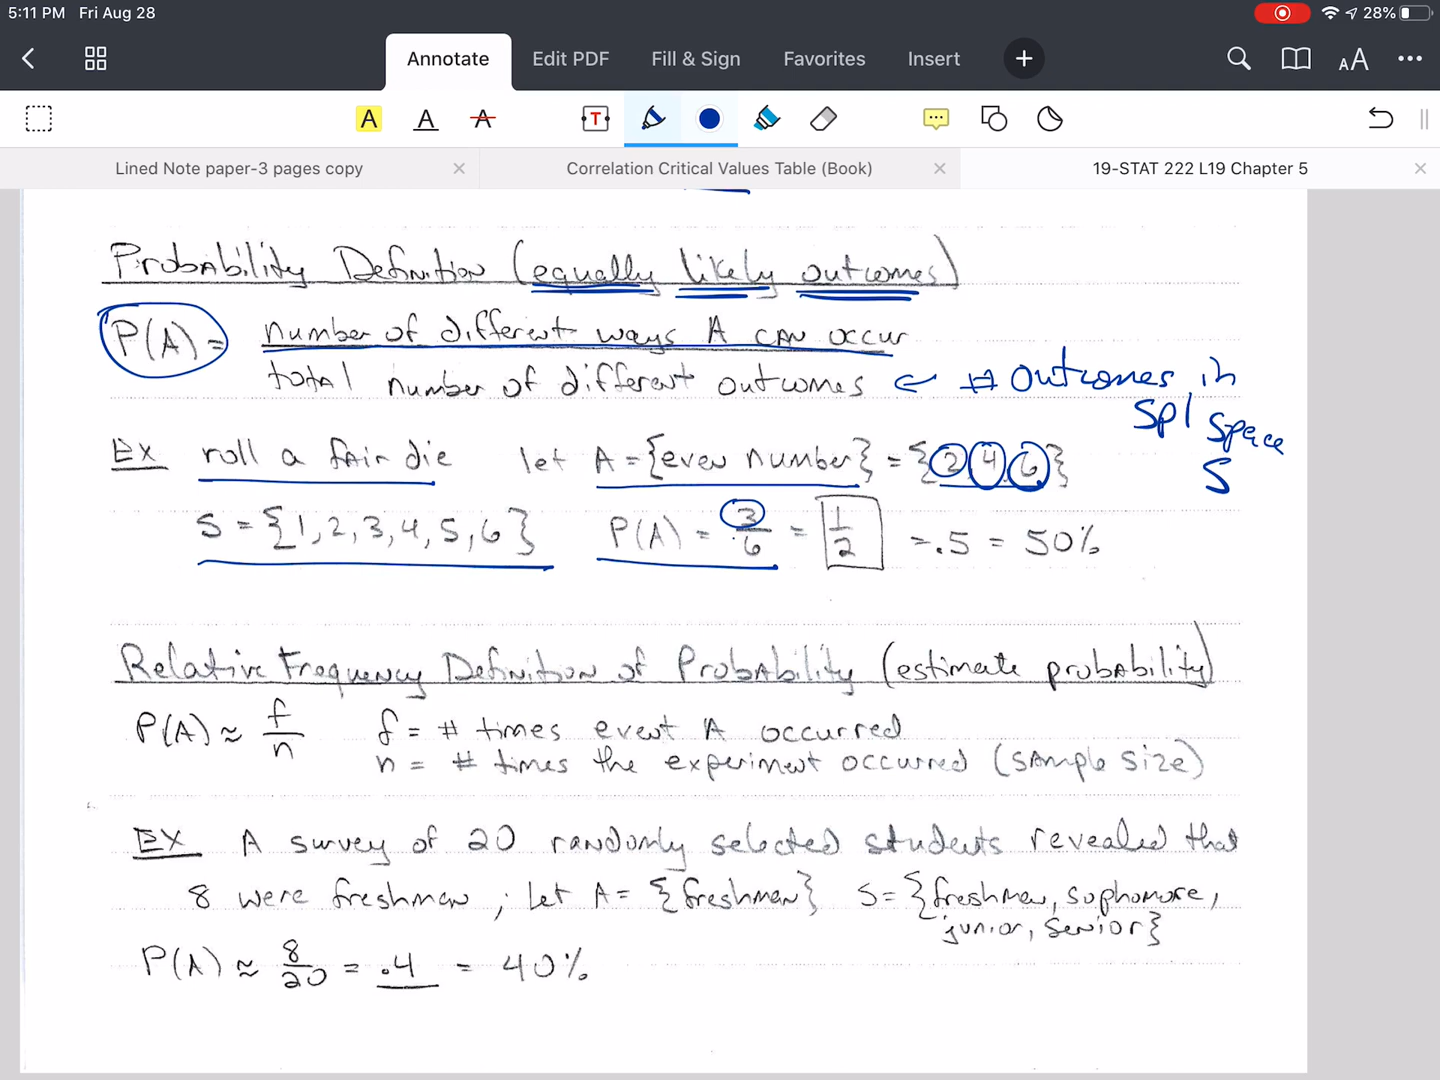 5:11 PM Fri Aug 28
28%
Annotate Edit PDF Fill & Sign Favorites Insert
A A A T AA
Lined Note paper-3 pages copy
Correlation Critical Values Table (Book)
19-STAT 222 L19 Chapter 5
Probability Definition (equally likely outcomes)
P(A) = number of different ways A can occur
total number of different outcomes ← # outcomes in
spl space
S
Ex roll a fair die let A = {even number} = {2, 4, 6}
S = {1, 2, 3, 4, 5, 6} P(A) = 3/6 = 1/2 = .5 = 50%
Relative Frequency Definition of Probability (estimate probability)
P(A) ≈ f/n f = # times event A occurred
n = # times the experiment occurred (sample size)
EX A survey of 20 randomly selected students revealed that
8 were freshmen ; Let A = {freshmen} S = {freshmen, sophomore,
junior, senior}
P(A) ≈ 8/20 = .4 = 40%